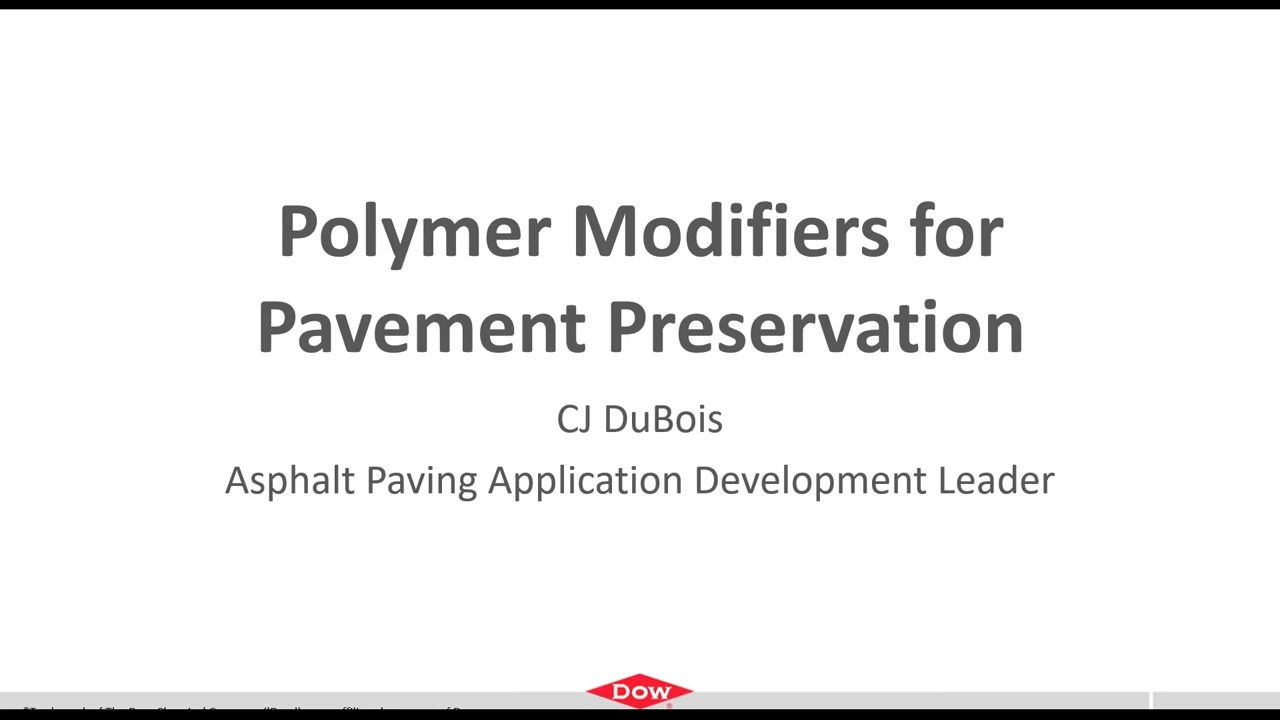 Polymer Modifiers for
Pavement Preservation
CJ DuBois
Asphalt Paving Application Development Leader
DOW